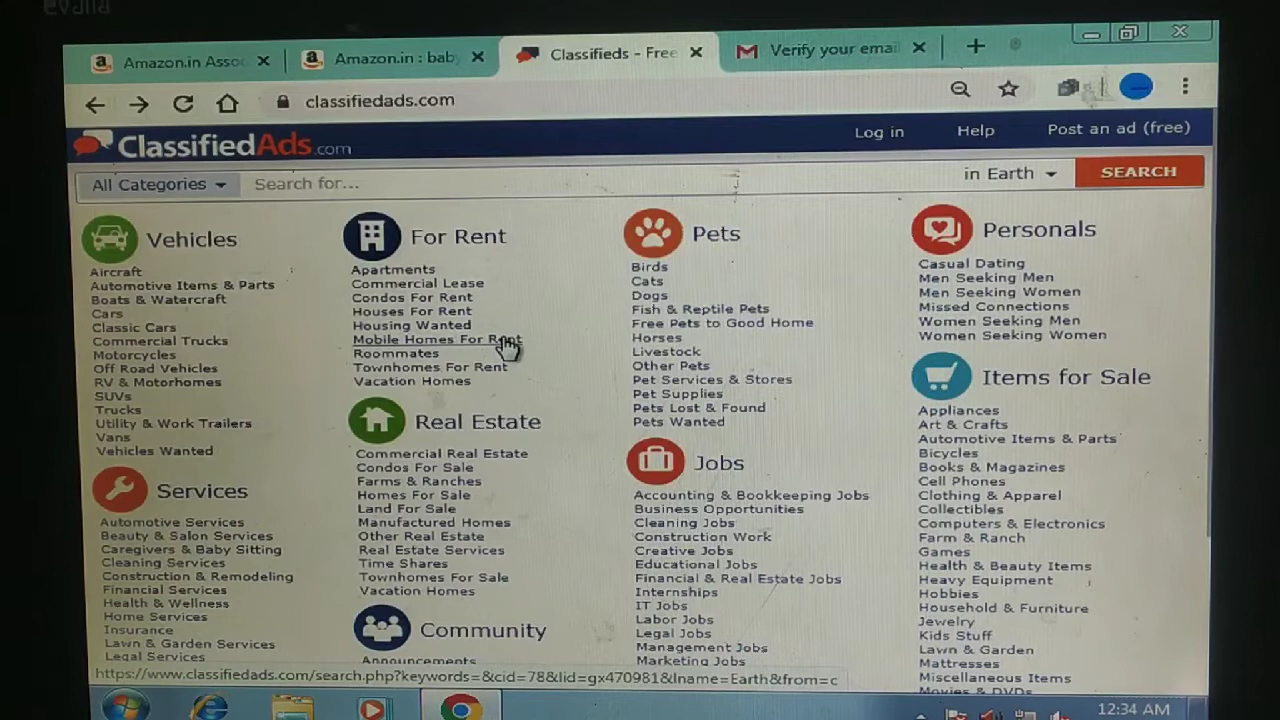 Amazon.in Asso
Amazon.in : baby
Classifieds - Free
Verify your email
classifiedads.com
ClassifiedAds.com
Log in
Help
Post an ad (free)
All Categories
Search for...
in Earth
SEARCH
Vehicles
Aircraft
Automotive Items & Parts
Boats & Watercraft
Cars
Classic Cars
Commercial Trucks
Motorcycles
Off Road Vehicles
RV & Motorhomes
SUVs
Trucks
Utility & Work Trailers
Vans
Vehicles Wanted
Services
Automotive Services
Beauty & Salon Services
Caregivers & Baby Sitting
Cleaning Services
Construction & Remodeling
Financial Services
Health & Wellness
Home Services
Insurance
Lawn & Garden Services
Legal Services
For Rent
Apartments
Commercial Lease
Condos For Rent
Houses For Rent
Housing Wanted
Mobile Homes For Rent
Roommates
Townhomes For Rent
Vacation Homes
Real Estate
Commercial Real Estate
Condos For Sale
Farms & Ranches
Homes For Sale
Land For Sale
Manufactured Homes
Other Real Estate
Real Estate Services
Time Shares
Townhomes For Sale
Vacation Homes
Community
Announcements
Pets
Birds
Cats
Dogs
Fish & Reptile Pets
Free Pets to Good Home
Horses
Livestock
Other Pets
Pet Services & Stores
Pet Supplies
Pets Lost & Found
Pets Wanted
Jobs
Accounting & Bookkeeping Jobs
Business Opportunities
Cleaning Jobs
Construction Work
Creative Jobs
Educational Jobs
Financial & Real Estate Jobs
Internships
IT Jobs
Labor Jobs
Legal Jobs
Management Jobs
Marketing Jobs
Personals
Casual Dating
Men Seeking Men
Men Seeking Women
Missed Connections
Women Seeking Men
Women Seeking Women
Items for Sale
Appliances
Art & Crafts
Automotive Items & Parts
Bicycles
Books & Magazines
Cell Phones
Clothing & Apparel
Collectibles
Computers & Electronics
Farm & Ranch
Games
Health & Beauty Items
Heavy Equipment
Hobbies
Household & Furniture
Jewelry
Kids Stuff
Lawn & Garden
Mattresses
Miscellaneous Items
Movies & DVDs
https://www.classifiedads.com/search.php?keywords=&cid=78&lid=gx470981&lname=Earth&from=c
12:34 AM